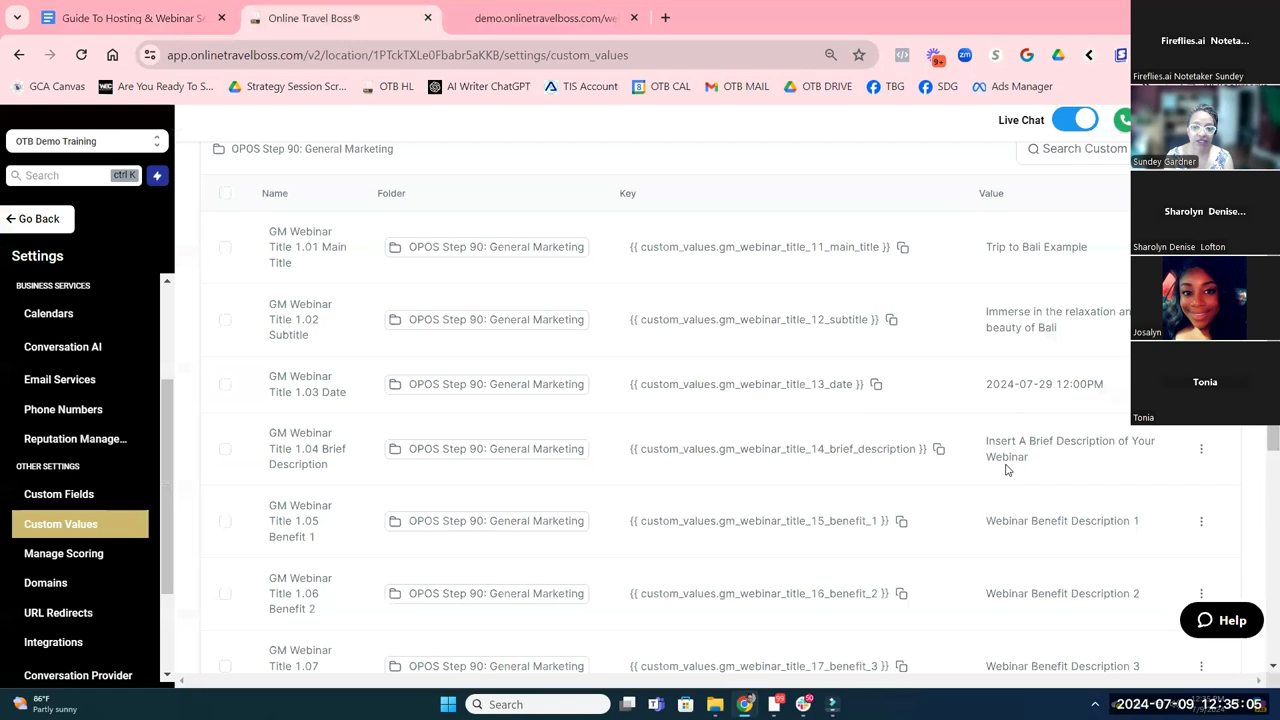 Guide To Hosting & Webinar S
Online Travel Boss®
demo.onlinetravelboss.com/we
app.onlinetravelboss.com/v2/location/1PTckTXLe0Fbabr5aKKB/settings/custom_values
9+
zm
S
GCA Canvas
Are You Ready To S...
Strategy Session Scr...
OTB HL
AI Writer ChatGPT
TIS Account
OTB CAL
OTB MAIL
OTB DRIVE
TBG
SDG
Ads Manager
Fireflies.ai Noteta...
Fireflies.ai Notetaker Sundey
Sundey Gardner
Sharolyn Denise...
Sharolyn Denise Lofton
Josalyn
Tonia
Tonia
OTB Demo Training
Search
ctrl K
Go Back
Settings
BUSINESS SERVICES
Calendars
Conversation AI
Email Services
Phone Numbers
Reputation Manage...
OTHER SETTINGS
Custom Fields
Custom Values
Manage Scoring
Domains
URL Redirects
Integrations
Conversation Provider
Live Chat
OPOS Step 90: General Marketing
Search Custom
Name
Folder
Key
Value
GM Webinar
Title 1.01 Main
Title
OPOS Step 90: General Marketing
{{ custom_values.gm_webinar_title_11_main_title }}
Trip to Bali Example
GM Webinar
Title 1.02
Subtitle
OPOS Step 90: General Marketing
{{ custom_values.gm_webinar_title_12_subtitle }}
Immerse in the relaxation an
beauty of Bali
GM Webinar
Title 1.03 Date
OPOS Step 90: General Marketing
{{ custom_values.gm_webinar_title_13_date }}
2024-07-29 12:00PM
GM Webinar
Title 1.04 Brief
Description
OPOS Step 90: General Marketing
{{ custom_values.gm_webinar_title_14_brief_description }}
Insert A Brief Description of Your
Webinar
GM Webinar
Title 1.05
Benefit 1
OPOS Step 90: General Marketing
{{ custom_values.gm_webinar_title_15_benefit_1 }}
Webinar Benefit Description 1
GM Webinar
Title 1.06
Benefit 2
OPOS Step 90: General Marketing
{{ custom_values.gm_webinar_title_16_benefit_2 }}
Webinar Benefit Description 2
GM Webinar
Title 1.07
OPOS Step 90: General Marketing
{{ custom_values.gm_webinar_title_17_benefit_3 }}
Webinar Benefit Description 3
Help
86°F
Partly sunny
Search
2024-07-09 12:35:05